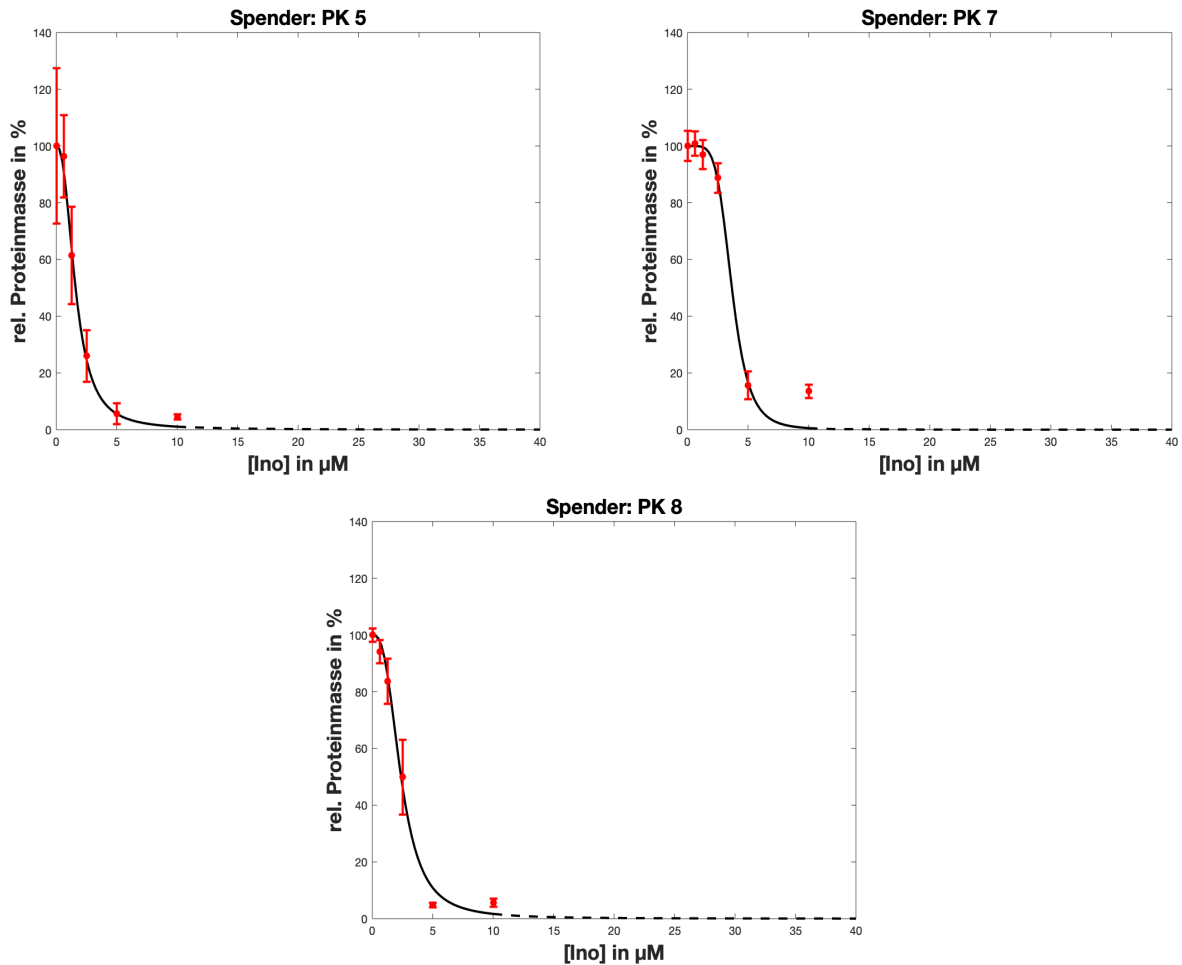 Spender: PK 5
140
120
100
80
60
40
20
0
0 5 10 15 20 25 30 35 40
rel. Proteinmasse in %
[Ino] in µM
Spender: PK 7
140
120
100
80
60
40
20
0
0 5 10 15 20 25 30 35 40
rel. Proteinmasse in %
[Ino] in µM
Spender: PK 8
140
120
100
80
60
40
20
0
0 5 10 15 20 25 30 35 40
rel. Proteinmasse in %
[Ino] in µM